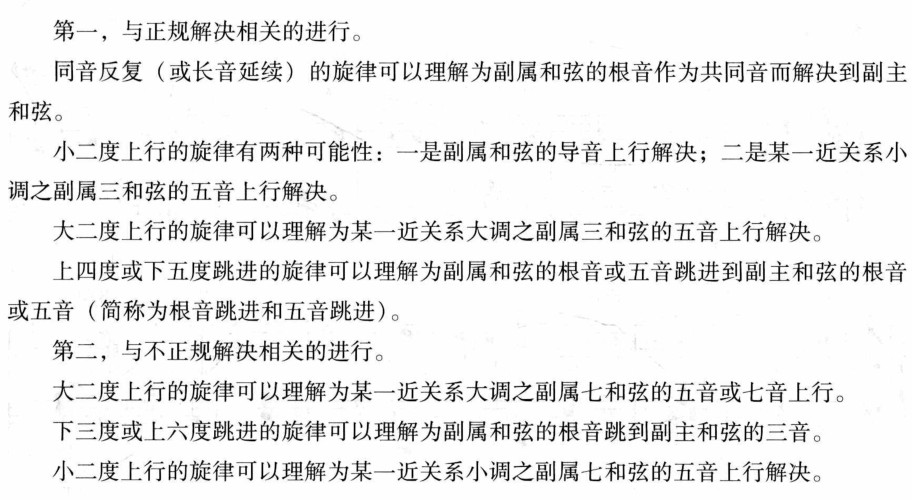 第一，与正规解决相关的进行。
同音反复（或长音延续）的旋律可以理解为副属和弦的根音作为共同音而解决到副主
和弦。
小二度上行的旋律有两种可能性：一是副属和弦的导音上行解决；二是某一近关系小
调之副属三和弦的五音上行解决。
大二度上行的旋律可以理解为某一近关系大调之副属三和弦的五音上行解决。
上四度或下五度跳进的旋律可以理解为副属和弦的根音或五音跳进到副主和弦的根音
或五音（简称为根音跳进和五音跳进）。
第二，与不正规解决相关的进行。
大二度上行的旋律可以理解为某一近关系大调之副属七和弦的五音或七音上行。
下三度或上六度跳进的旋律可以理解为副属和弦的根音跳到副主和弦的三音。
小二度上行的旋律可以理解为某一近关系小调之副属七和弦的五音上行解决。